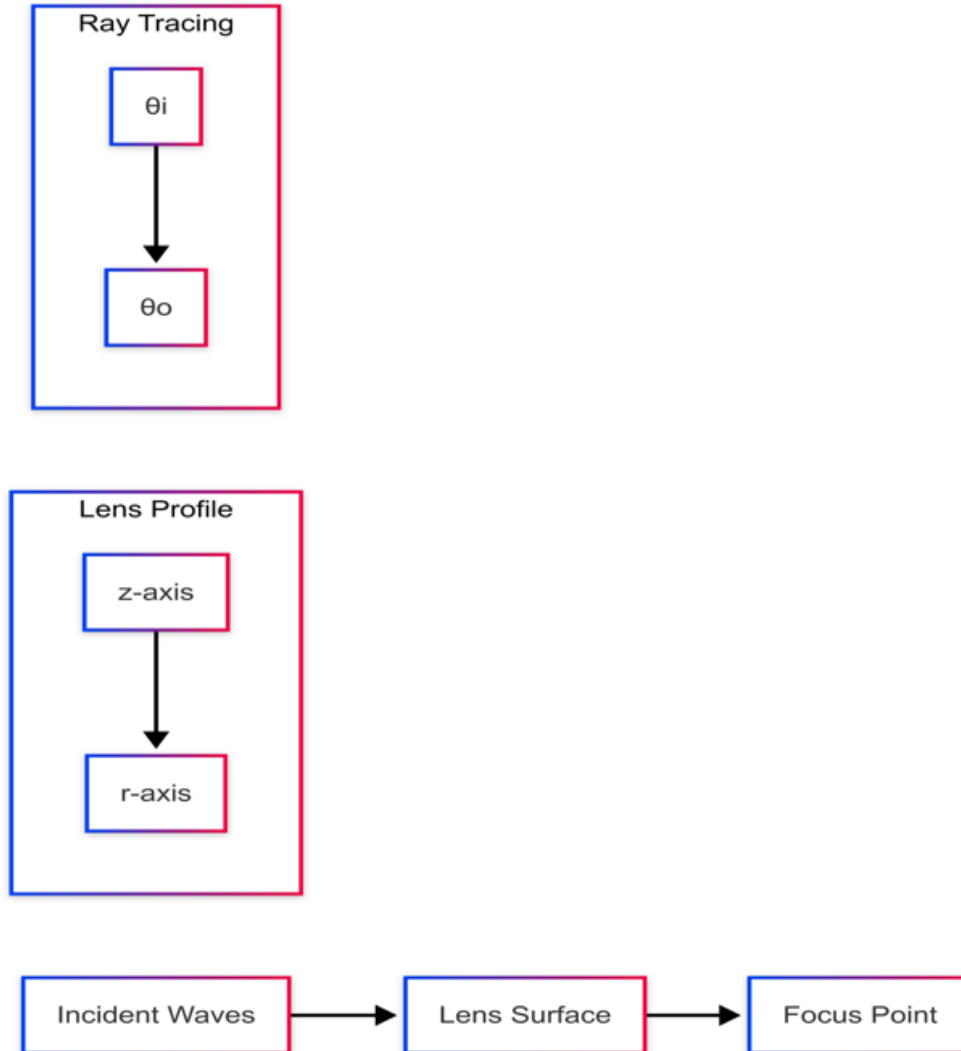 Ray Tracing
θi
θo
Lens Profile
z-axis
r-axis
Incident Waves
Lens Surface
Focus Point